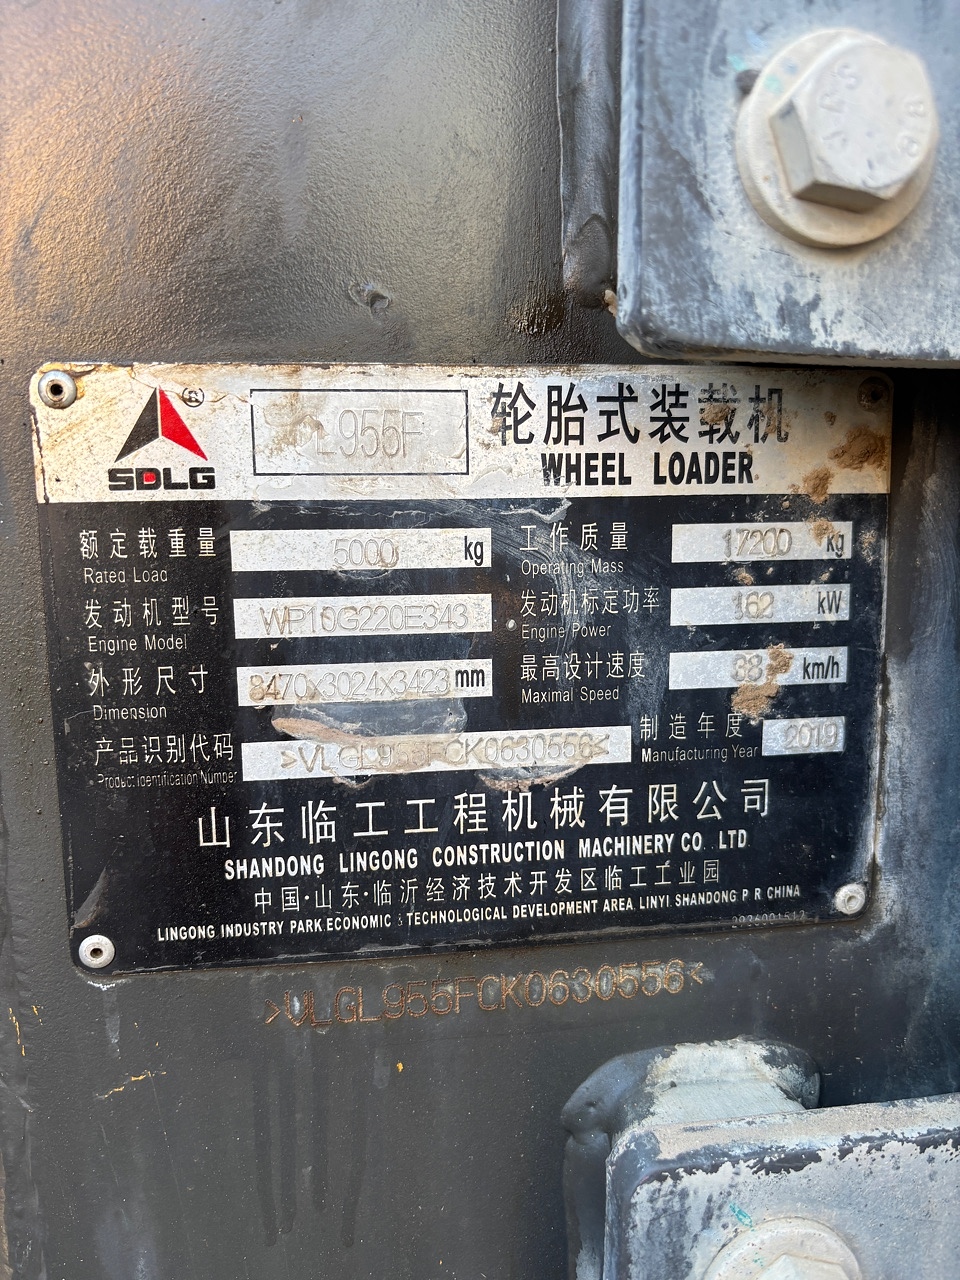 ®
SDLG
L955F
轮胎式装载机
WHEEL LOADER
额定载重量 5000 kg 工作质量 17200 kg
Rated Load Operating Mass
发动机型号 WP10G220E343 发动机标定功率 162 kW
Engine Model Engine Power
外形尺寸 8470x3024x3423 mm 最高设计速度 38 km/h
Dimension Maximal Speed
产品识别代码 >VLGL955FCK0630556< 制造年度 2019
Product Identification Number Manufacturing Year
山东临工工程机械有限公司
SHANDONG LINGONG CONSTRUCTION MACHINERY CO LTD
中国·山东·临沂经济技术开发区临工工业园
LINGONG INDUSTRY PARK ECONOMIC & TECHNOLOGICAL DEVELOPMENT AREA LINYI SHANDONG P R CHINA
>VLGL955FCK0630556<